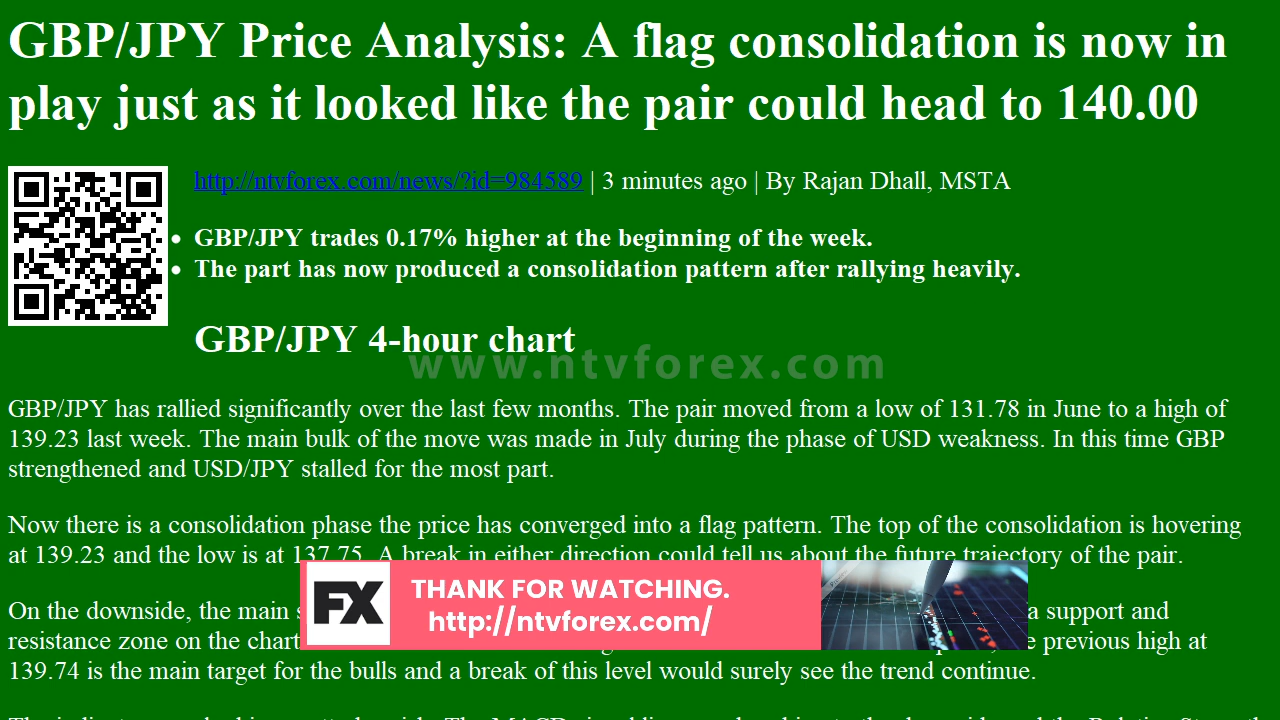 GBP/JPY Price Analysis: A flag consolidation is now in
play just as it looked like the pair could head to 140.00
http://ntvforex.com/news/?id=984589 | 3 minutes ago | By Rajan Dhall, MSTA
GBP/JPY trades 0.17% higher at the beginning of the week.
The part has now produced a consolidation pattern after rallying heavily.
GBP/JPY 4-hour chart
www.ntvforex.com
GBP/JPY has rallied significantly over the last few months. The pair moved from a low of 131.78 in June to a high of
139.23 last week. The main bulk of the move was made in July during the phase of USD weakness. In this time GBP
strengthened and USD/JPY stalled for the most part.
Now there is a consolidation phase the price has converged into a flag pattern. The top of the consolidation is hovering
at 139.23 and the low is at 137.75. A break in either direction could tell us about the future trajectory of the pair.
On the downside, the main a support and
resistance zone on the chart previous high at
139.74 is the main target for the bulls and a break of this level would surely see the trend continue.
FX
THANK FOR WATCHING.
http://ntvforex.com/